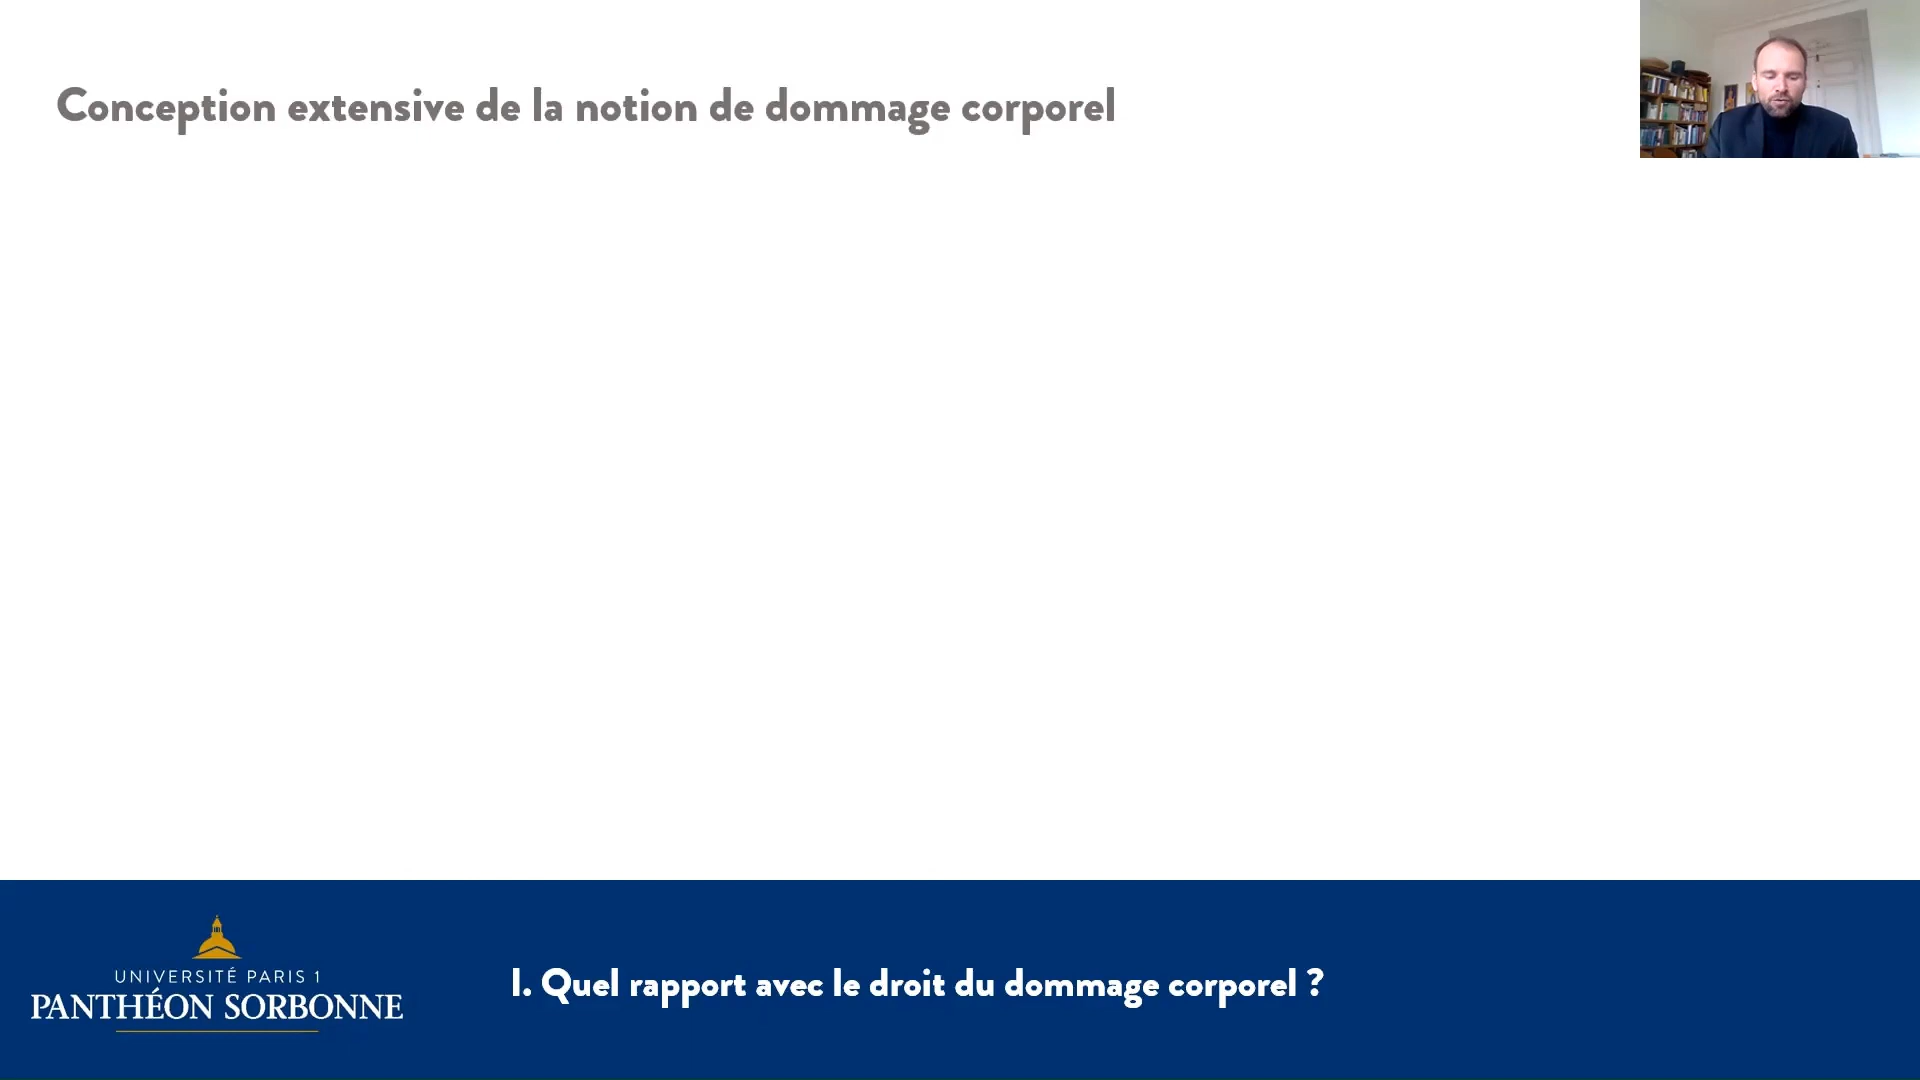 Conception extensive de la notion de dommage corporel
UNIVERSITÉ PARIS 1
PANTHÉON SORBONNE
I. Quel rapport avec le droit du dommage corporel ?